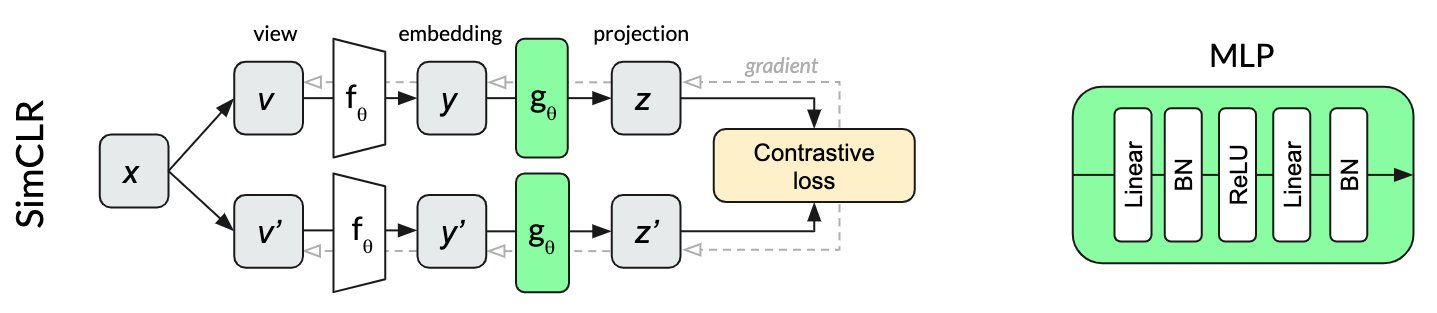 SimCLR
view
embedding
projection
gradient
x
v
fθ
y
gθ
z
Contrastive
loss
v’
fθ
y’
gθ
z’
MLP
Linear
BN
ReLU
Linear
BN